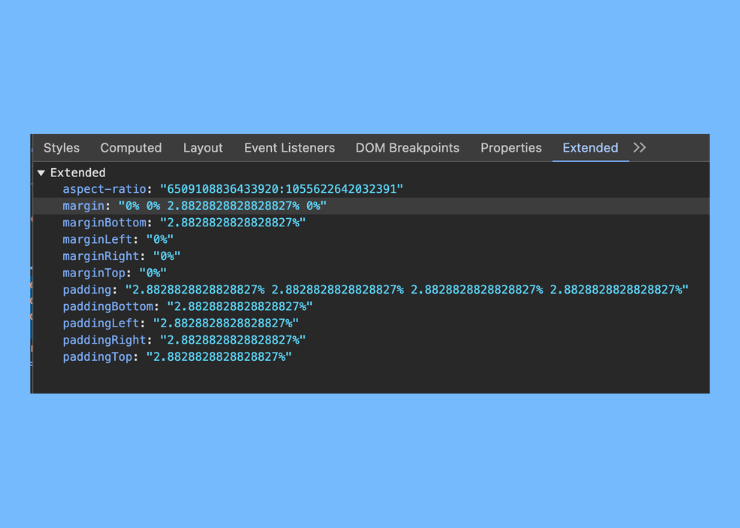 Styles Computed Layout Event Listeners DOM Breakpoints Properties Extended
Extended
aspect-ratio: "6509108836433920:1055622642032391"
margin: "0% 0% 2.8828828828828827% 0%"
marginBottom: "2.8828828828828827%"
marginLeft: "0%"
marginRight: "0%"
marginTop: "0%"
padding: "2.8828828828828827% 2.8828828828828827% 2.8828828828828827% 2.8828828828828827%"
paddingBottom: "2.8828828828828827%"
paddingLeft: "2.8828828828828827%"
paddingRight: "2.8828828828828827%"
paddingTop: "2.8828828828828827%"